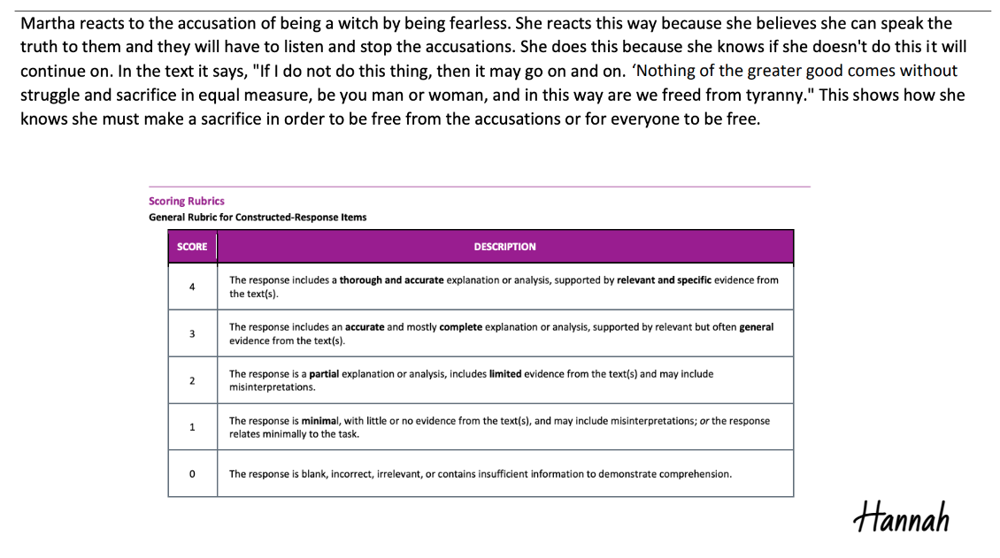 Martha reacts to the accusation of being a witch by being fearless. She reacts this way because she believes she can speak the
truth to them and they will have to listen and stop the accusations. She does this because she knows if she doesn't do this it will
continue on. In the text it says, "If I do not do this thing, then it may go on and on. ‘Nothing of the greater good comes without
struggle and sacrifice in equal measure, be you man or woman, and in this way are we freed from tyranny." This shows how she
knows she must make a sacrifice in order to be free from the accusations or for everyone to be free.
Scoring Rubrics
General Rubric for Constructed-Response Items
SCORE DESCRIPTION
4 The response includes a thorough and accurate explanation or analysis, supported by relevant and specific evidence from
the text(s).
3 The response includes an accurate and mostly complete explanation or analysis, supported by relevant but often general
evidence from the text(s).
2 The response is a partial explanation or analysis, includes limited evidence from the text(s) and may include
misinterpretations.
1 The response is minimal, with little or no evidence from the text(s), and may include misinterpretations; or the response
relates minimally to the task.
0 The response is blank, incorrect, irrelevant, or contains insufficient information to demonstrate comprehension.
Hannah